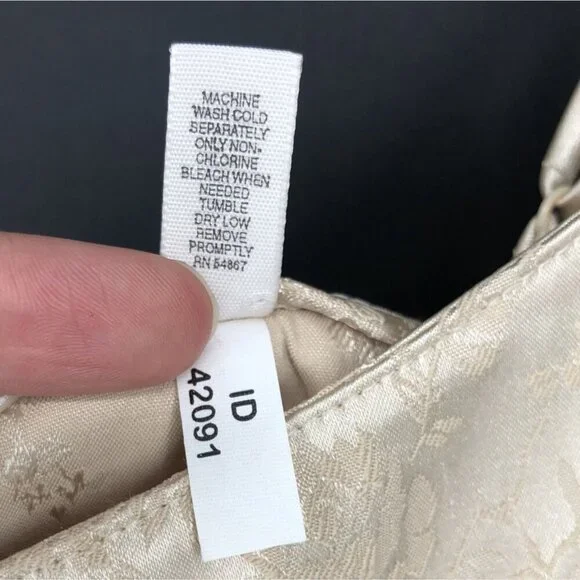 MACHINE
WASH COLD
SEPARATELY
ONLY NON-
CHLORINE
BLEACH WHEN
NEEDED
TUMBLE
DRY LOW
REMOVE
PROMPTLY
RN 54867
ID
42091